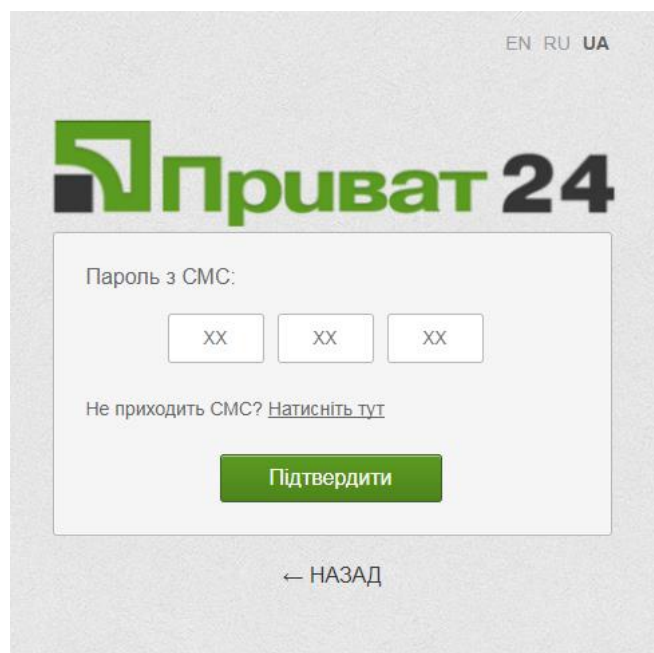 EN RU UA
Приват 24
Пароль з СМС:
XX XX XX
Не приходить СМС? Натисніть тут
Підтвердити
← НАЗАД